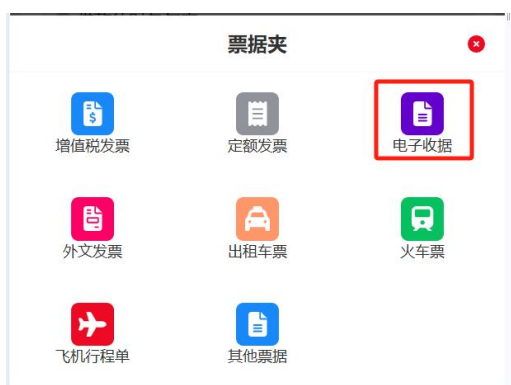 票据夹
增值税发票
定额发票
电子收据
外文发票
出租车票
火车票
飞机行程单
其他票据